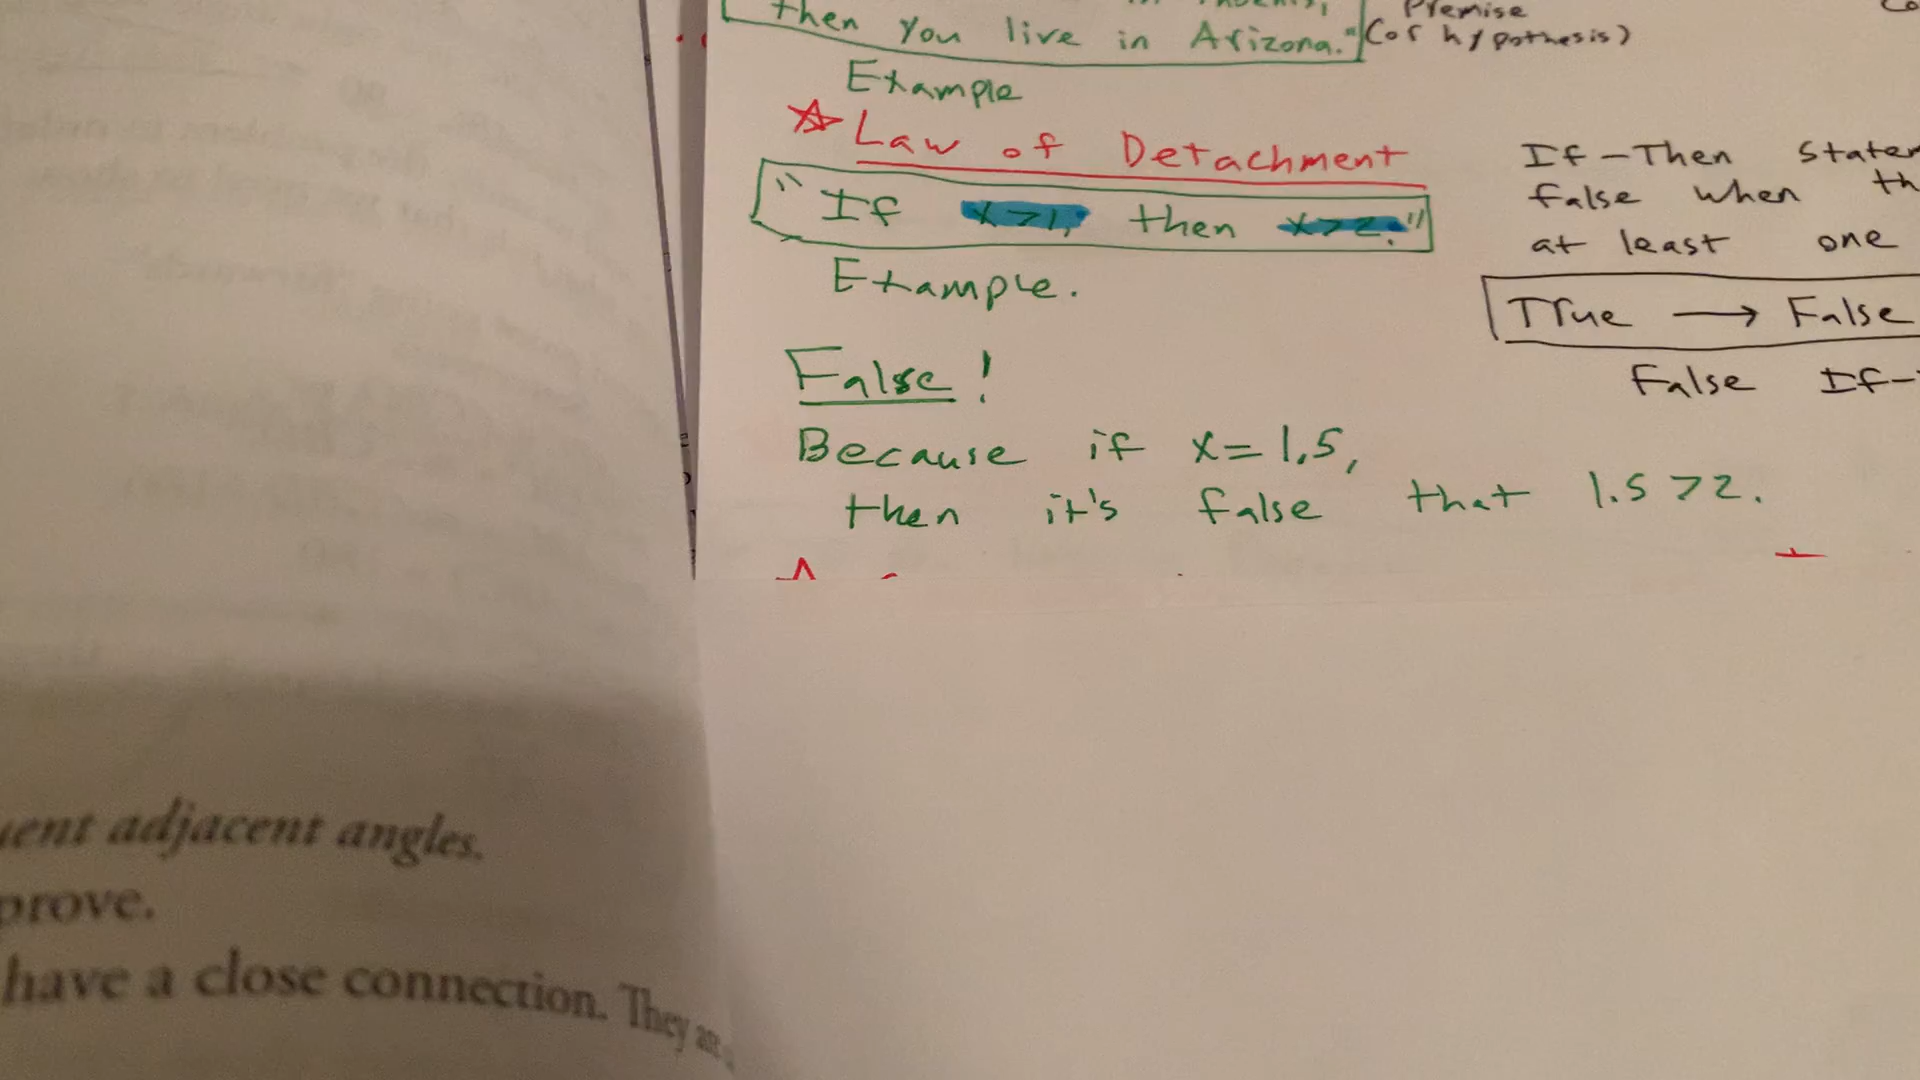 then you live in Arizona."
Premise
(or hypothesis)
Example
Law of Detachment
"If x>1, then x>2."
Example.
False!
Because if x=1.5,
then it's false that 1.5>2.
If-Then
false when
at least one
True → False
False If-
adjacent angles.
prove.
have a close connection. They are